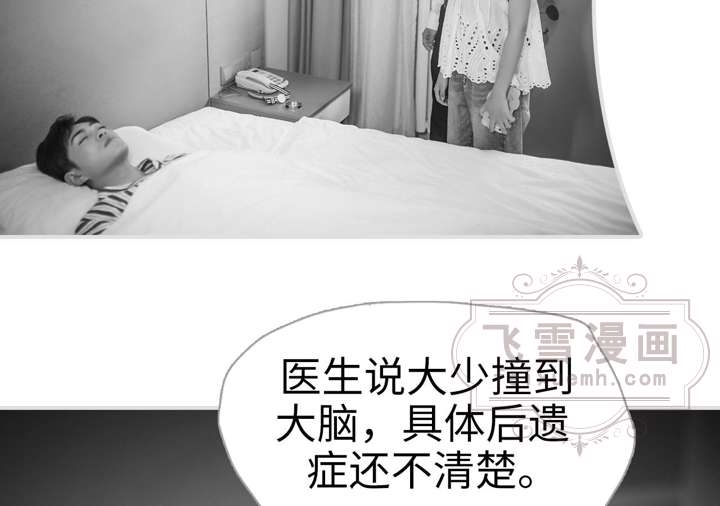 飞雪漫画
医生说大少撞到
大脑，具体后遗
症还不清楚。